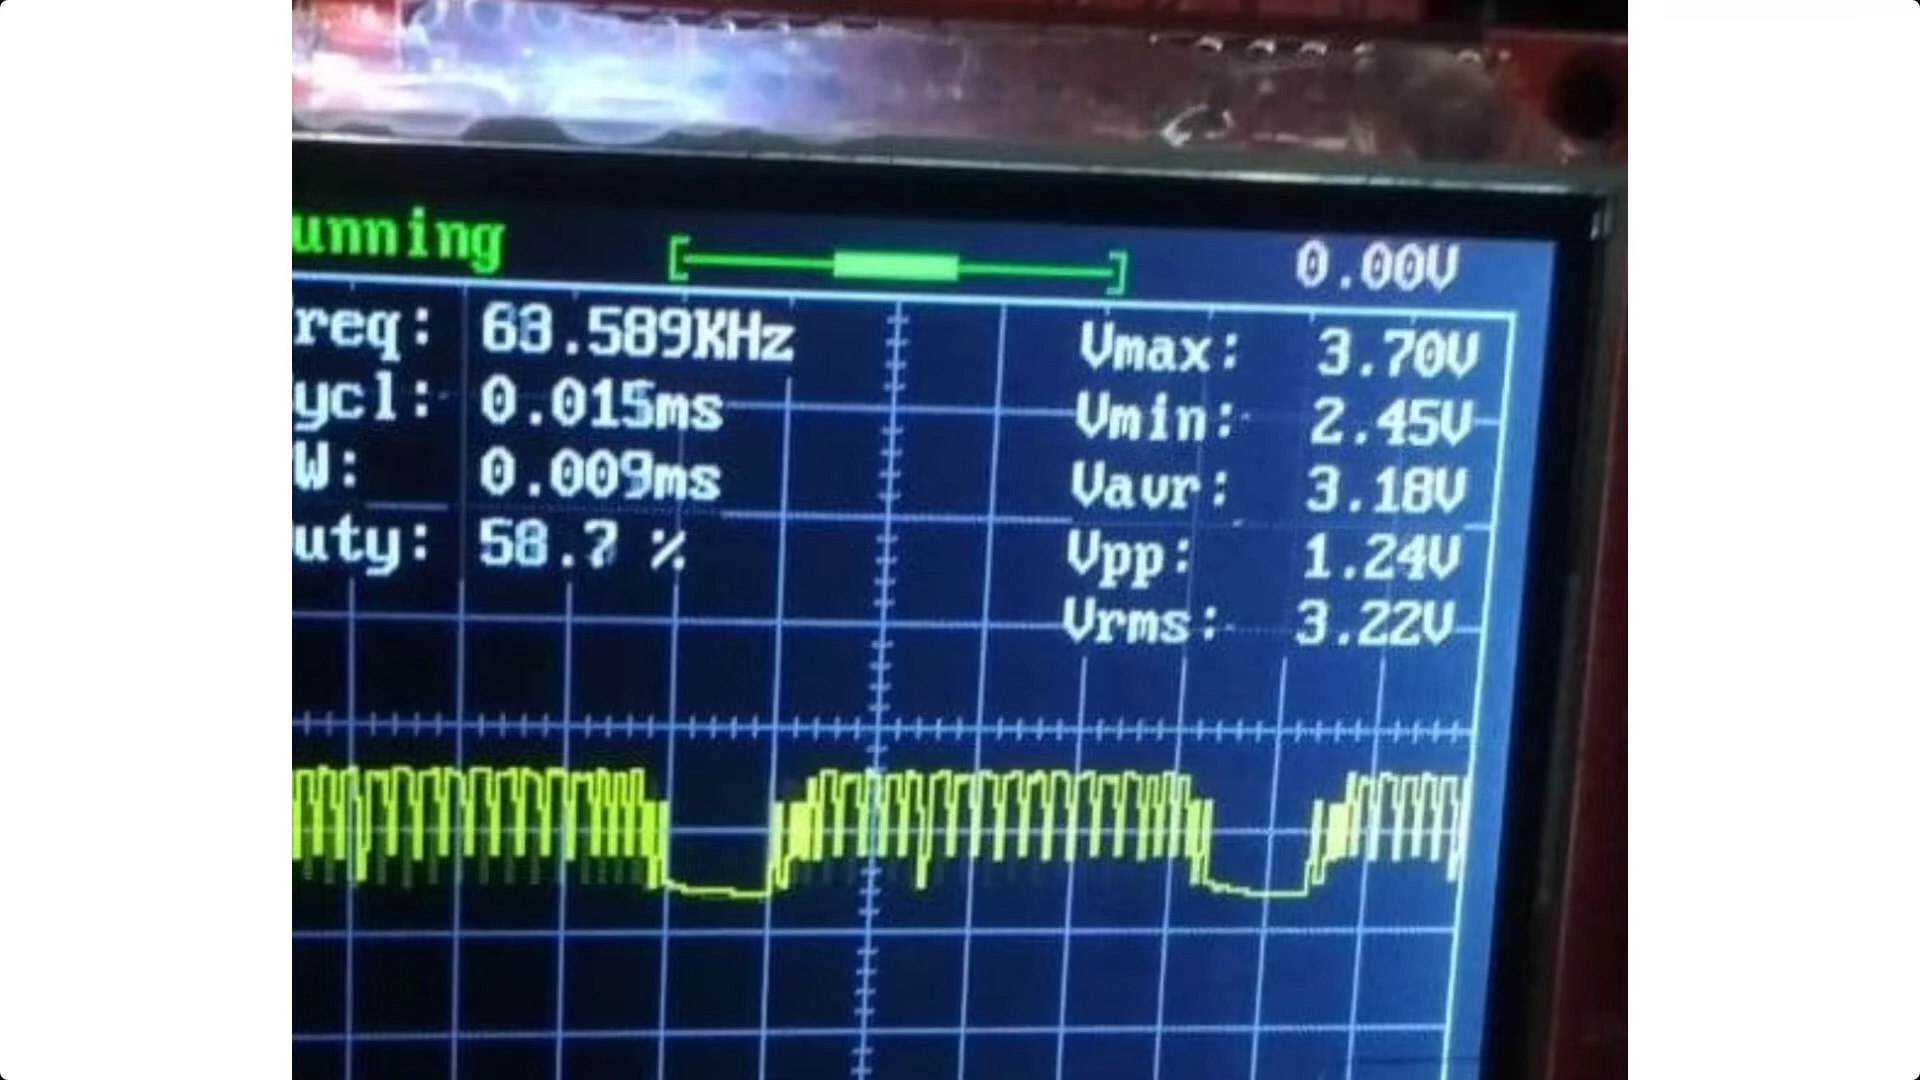 unning 0.00V
req: 68.589KHz Vmax: 3.70V
ycl: 0.015ms Vmin: 2.45V
W: 0.009ms Vavr: 3.18V
uty: 58.7 % Vpp: 1.24V
Vrms: 3.22V